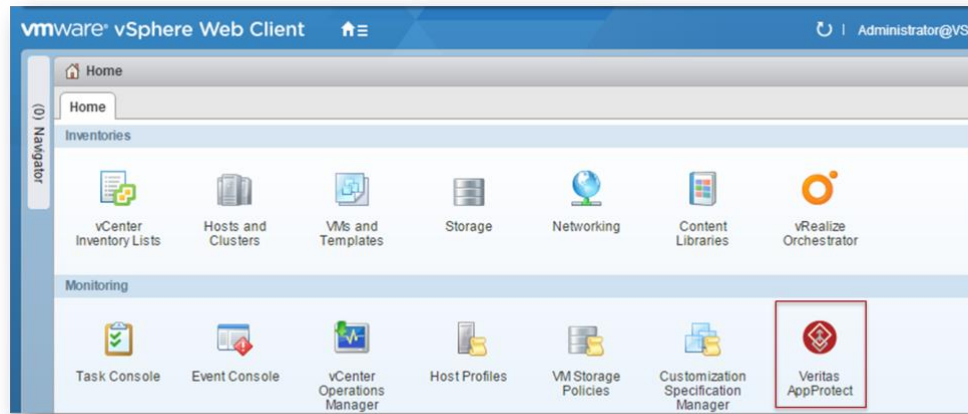 vmware® vSphere Web Client
Administrator@VS
(0) Navigator
Home
Home
Inventories
vCenter
Inventory Lists
Hosts and
Clusters
VMs and
Templates
Storage
Networking
Content
Libraries
vRealize
Orchestrator
Monitoring
Task Console
Event Console
vCenter
Operations
Manager
Host Profiles
VM Storage
Policies
Customization
Specification
Manager
Veritas
AppProtect